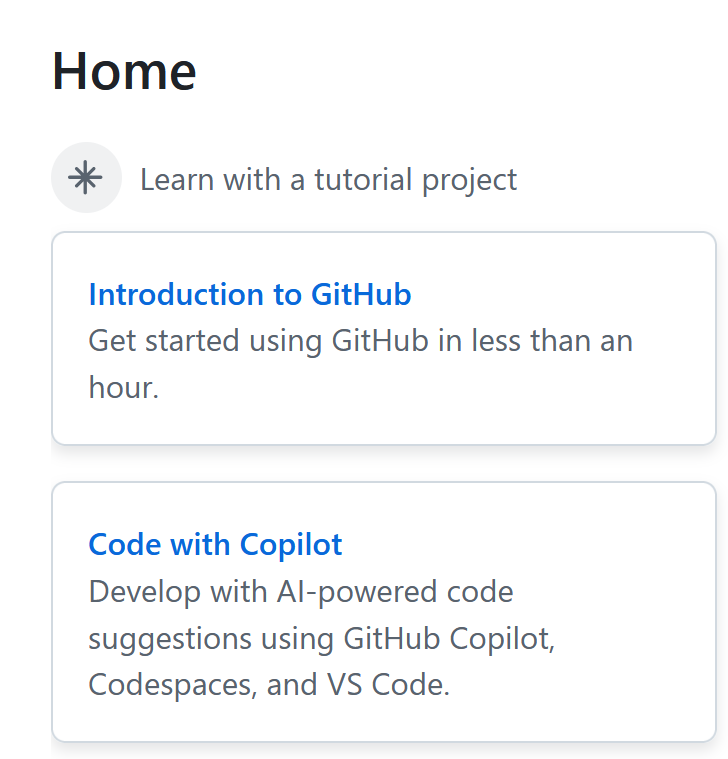 Home
Learn with a tutorial project
Introduction to GitHub
Get started using GitHub in less than an
hour.
Code with Copilot
Develop with AI-powered code
suggestions using GitHub Copilot,
Codespaces, and VS Code.